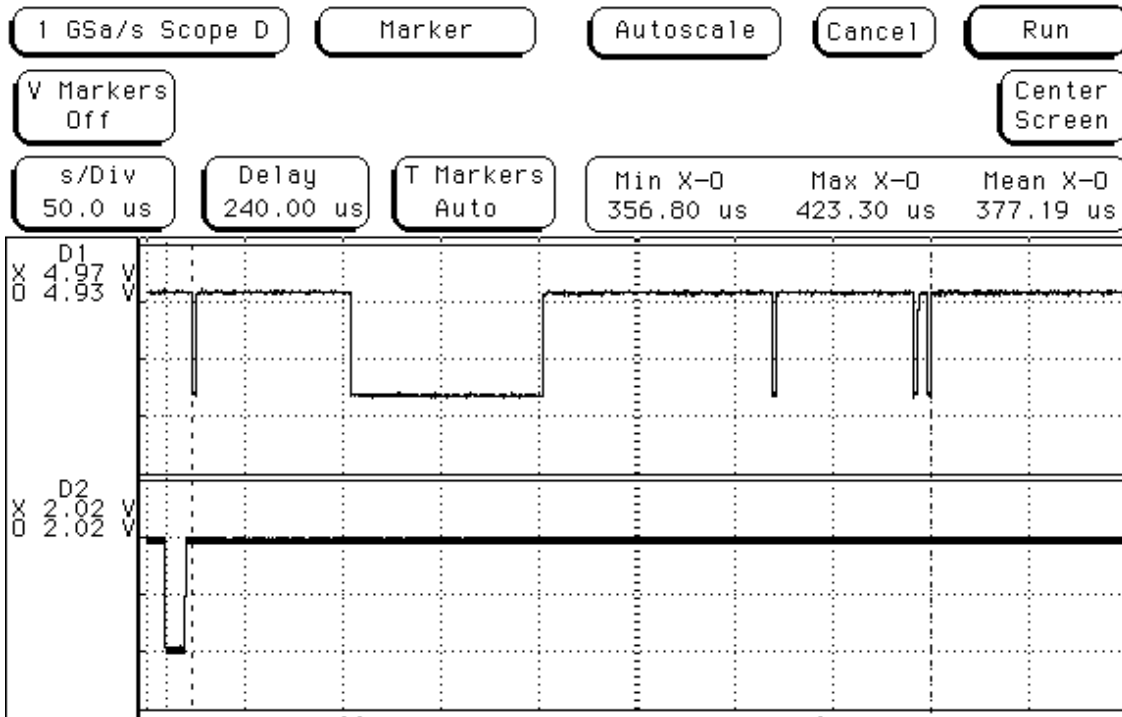 1 GSa/s Scope D
Marker
Autoscale
Cancel
Run
V Markers
Off
Center
Screen
s/Div
50.0 us
Delay
240.00 us
T Markers
Auto
Min X-O
356.80 us
Max X-O
423.30 us
Mean X-O
377.19 us
D1
X 4.97 V
O 4.93 V
D2
X 2.02 V
O 2.02 V